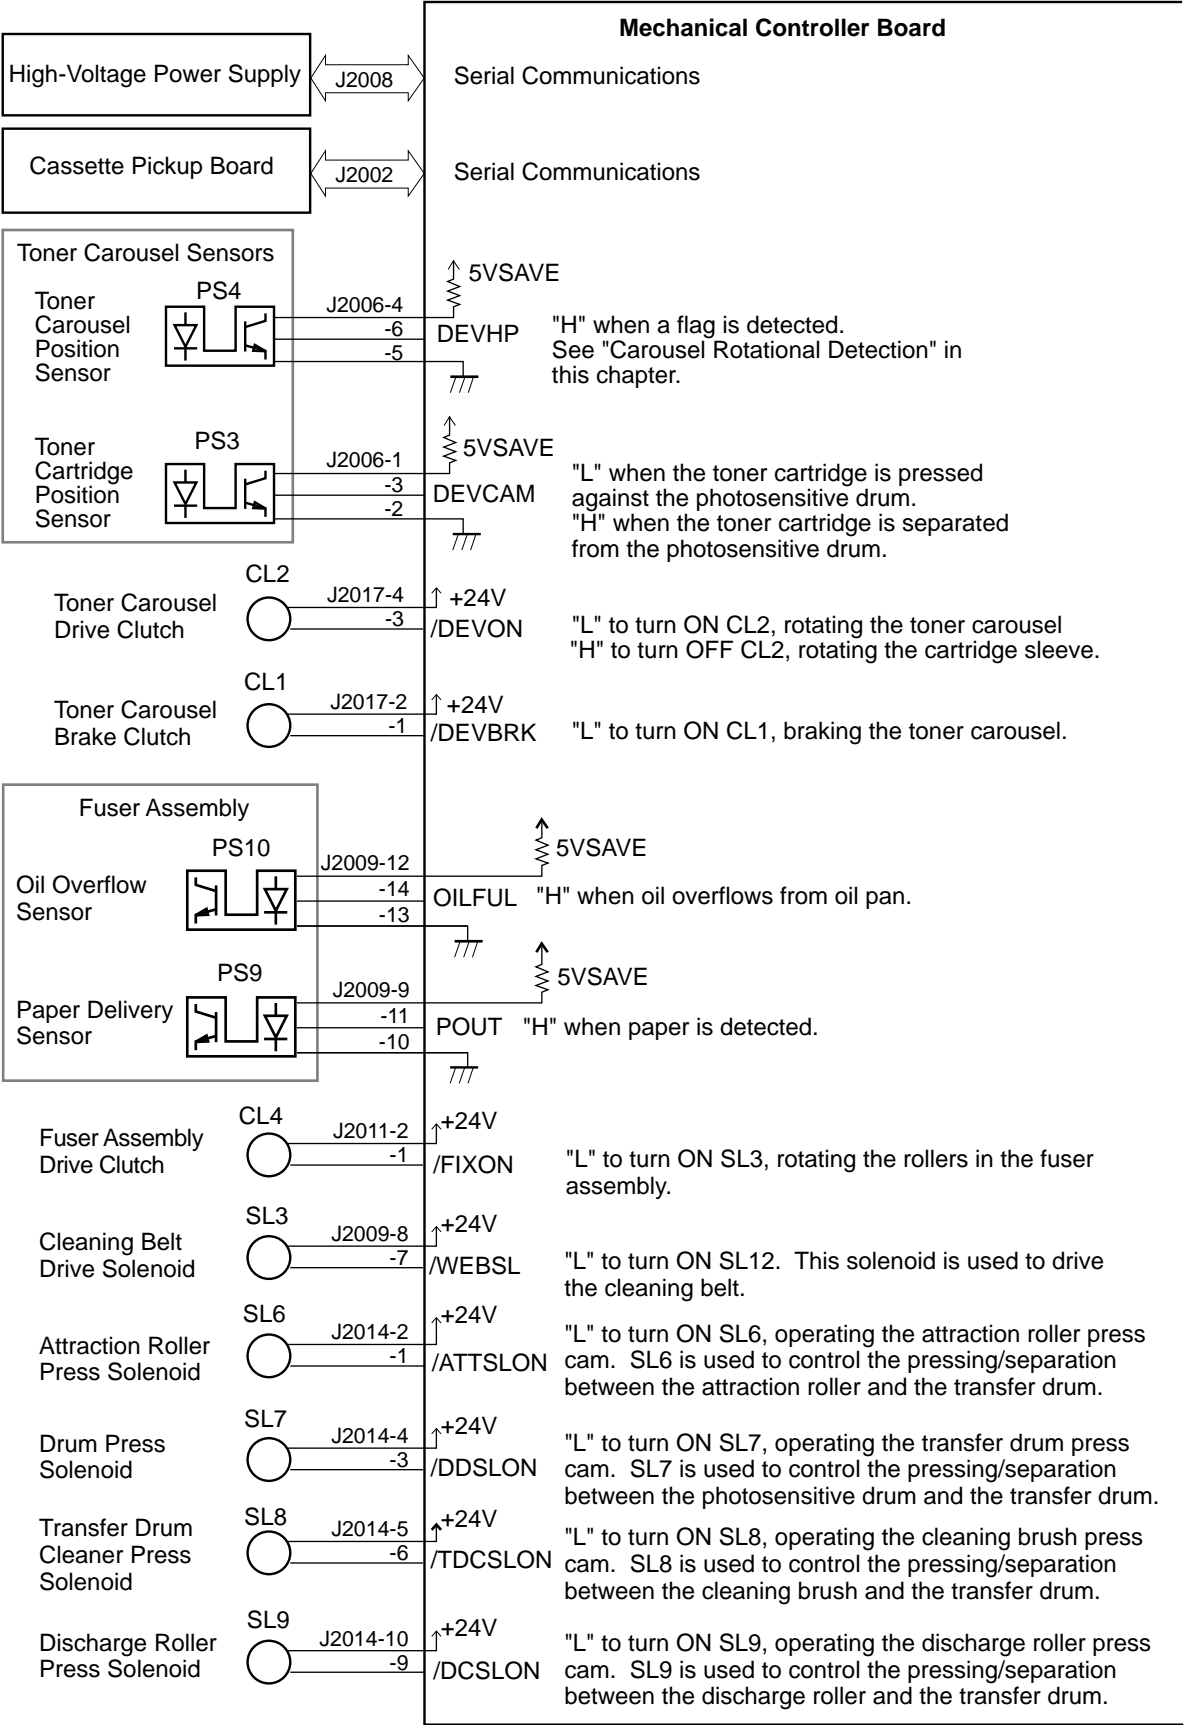 Mechanical Controller Board
High-Voltage Power Supply
J2008
Serial Communications
Cassette Pickup Board
J2002
Serial Communications
Toner Carousel Sensors
Toner
Carousel
Position
Sensor
PS4
J2006-4
-6
-5
5VSAVE
DEVHP
"H" when a flag is detected.
See "Carousel Rotational Detection" in
this chapter.
Toner
Cartridge
Position
Sensor
PS3
J2006-1
-3
-2
5VSAVE
DEVCAM
"L" when the toner cartridge is pressed
against the photosensitive drum.
"H" when the toner cartridge is separated
from the photosensitive drum.
Toner Carousel
Drive Clutch
CL2
J2017-4
-3
+24V
/DEVON
"L" to turn ON CL2, rotating the toner carousel
"H" to turn OFF CL2, rotating the cartridge sleeve.
Toner Carousel
Brake Clutch
CL1
J2017-2
-1
+24V
/DEVBRK
"L" to turn ON CL1, braking the toner carousel.
Fuser Assembly
Oil Overflow
Sensor
PS10
J2009-12
-14
-13
5VSAVE
OILFUL
"H" when oil overflows from oil pan.
Paper Delivery
Sensor
PS9
J2009-9
-11
-10
5VSAVE
POUT
"H" when paper is detected.
Fuser Assembly
Drive Clutch
CL4
J2011-2
-1
+24V
/FIXON
"L" to turn ON SL3, rotating the rollers in the fuser
assembly.
Cleaning Belt
Drive Solenoid
SL3
J2009-8
-7
+24V
/WEBSL
"L" to turn ON SL12. This solenoid is used to drive
the cleaning belt.
Attraction Roller
Press Solenoid
SL6
J2014-2
-1
+24V
/ATTSLON
"L" to turn ON SL6, operating the attraction roller press
cam. SL6 is used to control the pressing/separation
between the attraction roller and the transfer drum.
Drum Press
Solenoid
SL7
J2014-4
-3
+24V
/DDSLON
"L" to turn ON SL7, operating the transfer drum press
cam. SL7 is used to control the pressing/separation
between the photosensitive drum and the transfer drum.
Transfer Drum
Cleaner Press
Solenoid
SL8
J2014-5
-6
+24V
/TDCSLON
"L" to turn ON SL8, operating the cleaning brush press
cam. SL8 is used to control the pressing/separation
between the cleaning brush and the transfer drum.
Discharge Roller
Press Solenoid
SL9
J2014-10
-9
+24V
/DCSLON
"L" to turn ON SL9, operating the discharge roller press
cam. SL9 is used to control the pressing/separation
between the discharge roller and the transfer drum.